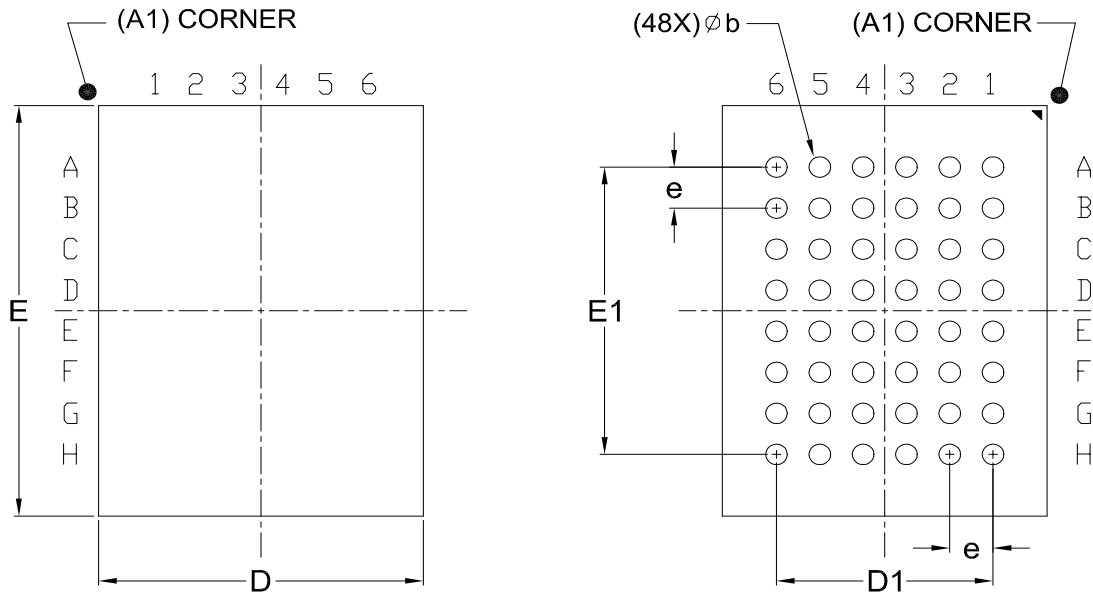 (A1) CORNER
(48X)∅b
(A1) CORNER
1 2 3 4 5 6
6 5 4 3 2 1
A
B
C
D
E
F
G
H
E
D
e
E1
A
B
C
D
E
F
G
H
e
D1